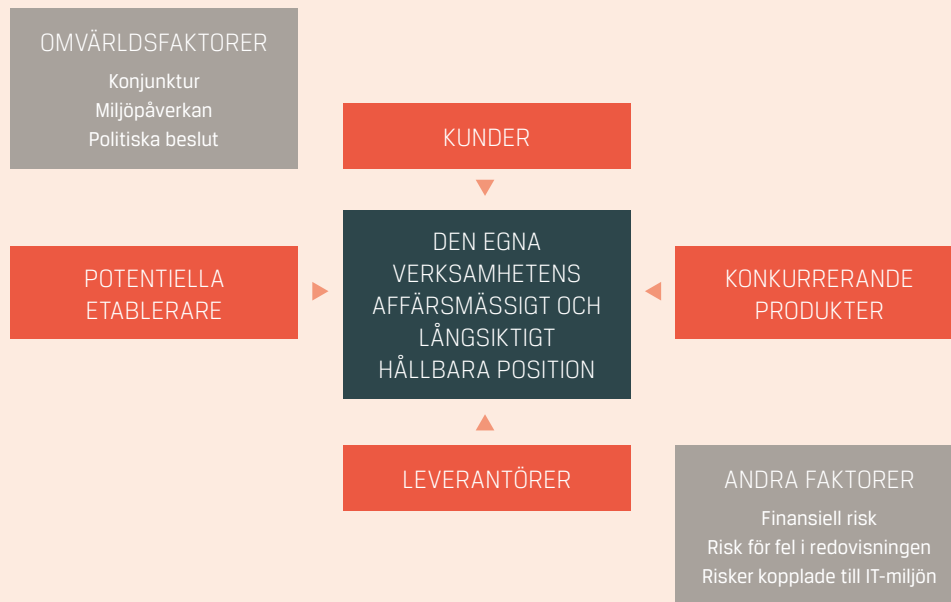 OMVÄRLDSFAKTORER
Konjunktur
Miljöpåverkan
Politiska beslut
KUNDER
POTENTIELLA
ETABLERARE
DEN EGNA
VERKSAMHETENS
AFFÄRSMÄSSIGT OCH
LÅNGSIKTIGT
HÅLLBARA POSITION
KONKURRERANDE
PRODUKTER
LEVERANTÖRER
ANDRA FAKTORER
Finansiell risk
Risk för fel i redovisningen
Risker kopplade till IT-miljön